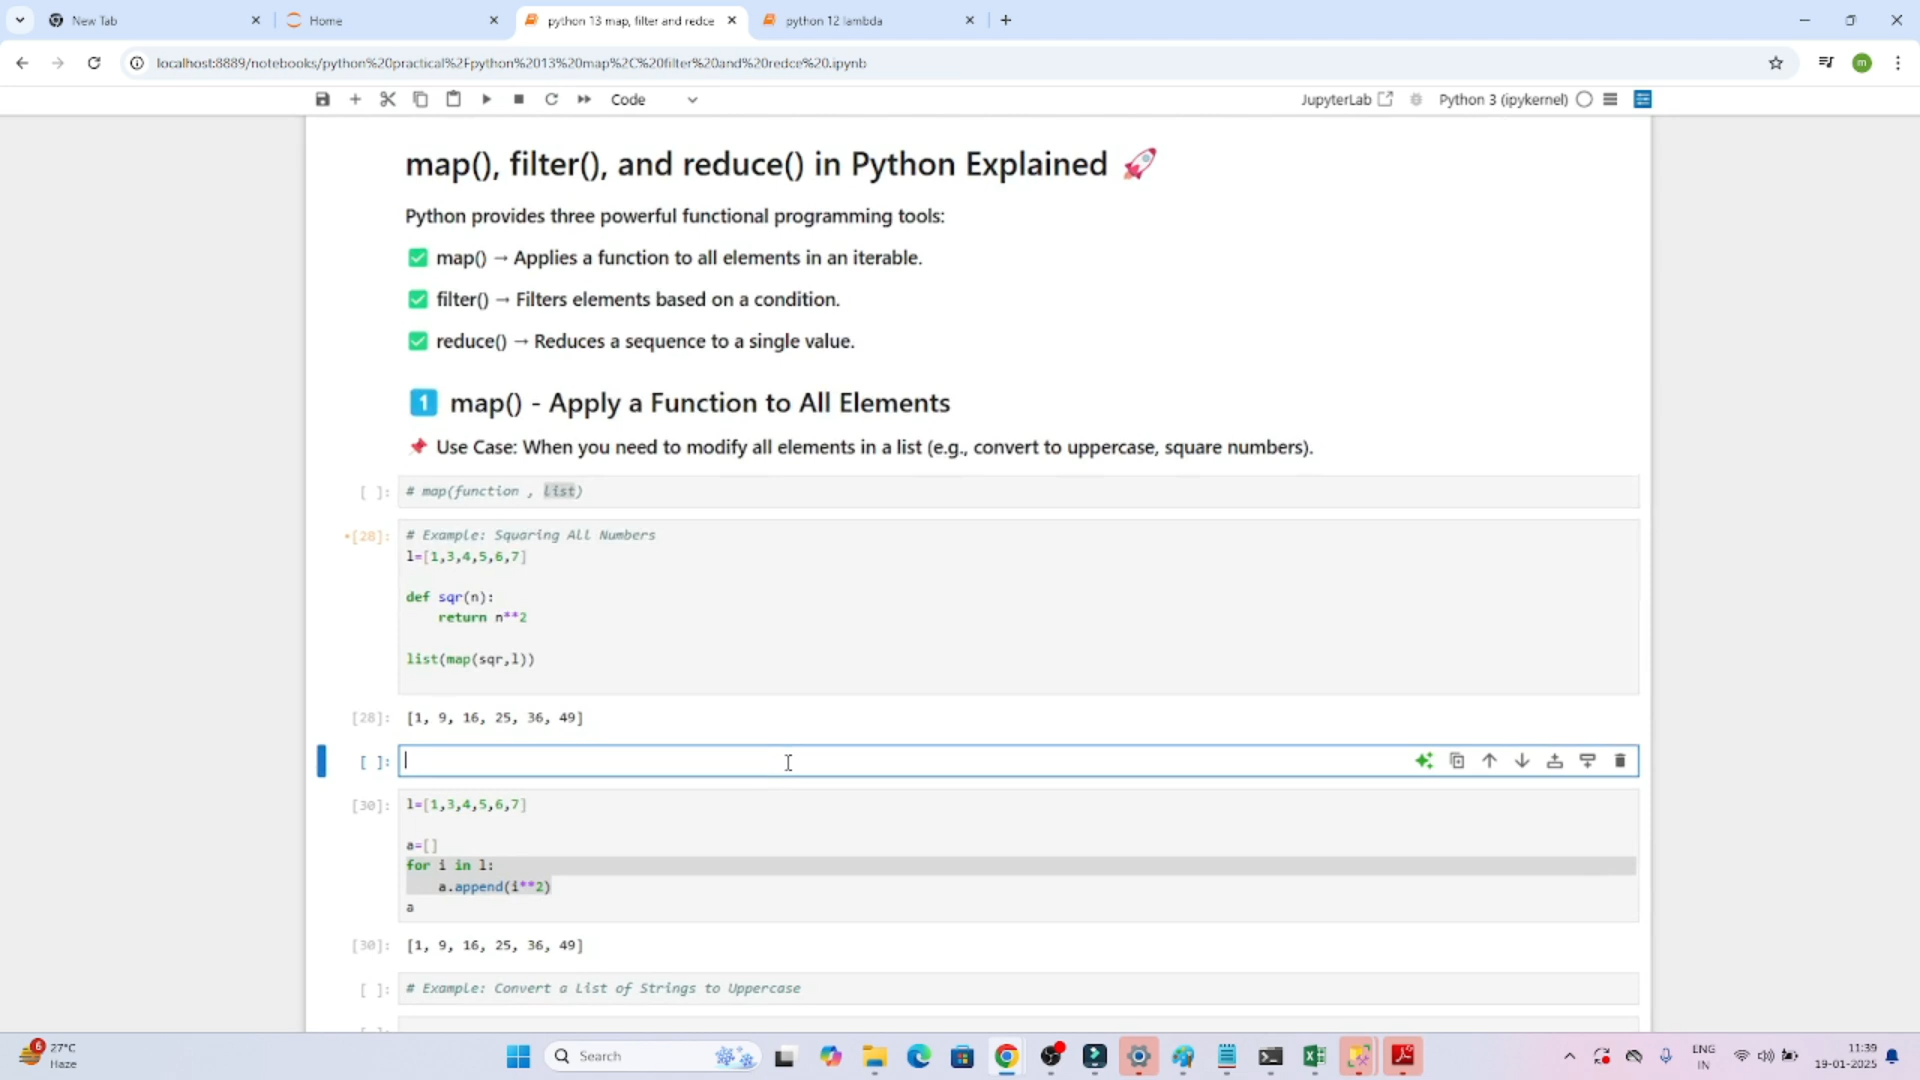 New Tab
Home
python 13 map, filter and redce
python 12 lambda
localhost:8889/notebooks/python%20practical%2Fpython%2013%20map%2C%20filter%20and%20redce%20.ipynb
m
Code
JupyterLab
Python 3 (ipykernel)
map(), filter(), and reduce() in Python Explained 🚀
Python provides three powerful functional programming tools:
✅ map() → Applies a function to all elements in an iterable.
✅ filter() → Filters elements based on a condition.
✅ reduce() → Reduces a sequence to a single value.
1️⃣ map() - Apply a Function to All Elements
📌 Use Case: When you need to modify all elements in a list (e.g., convert to uppercase, square numbers).
[ ]: # map(function , list)
•[28]: # Example: Squaring All Numbers
l=[1,3,4,5,6,7]
def sqr(n):
return n**2
list(map(sqr,l))
[28]: [1, 9, 16, 25, 36, 49]
[ ]:
[30]: l=[1,3,4,5,6,7]
a=[]
for i in l:
a.append(i**2)
a
[30]: [1, 9, 16, 25, 36, 49]
[ ]: # Example: Convert a List of Strings to Uppercase
[ ]:
6
27°C
Haze
Search
ENG
IN
11:39
19-01-2025